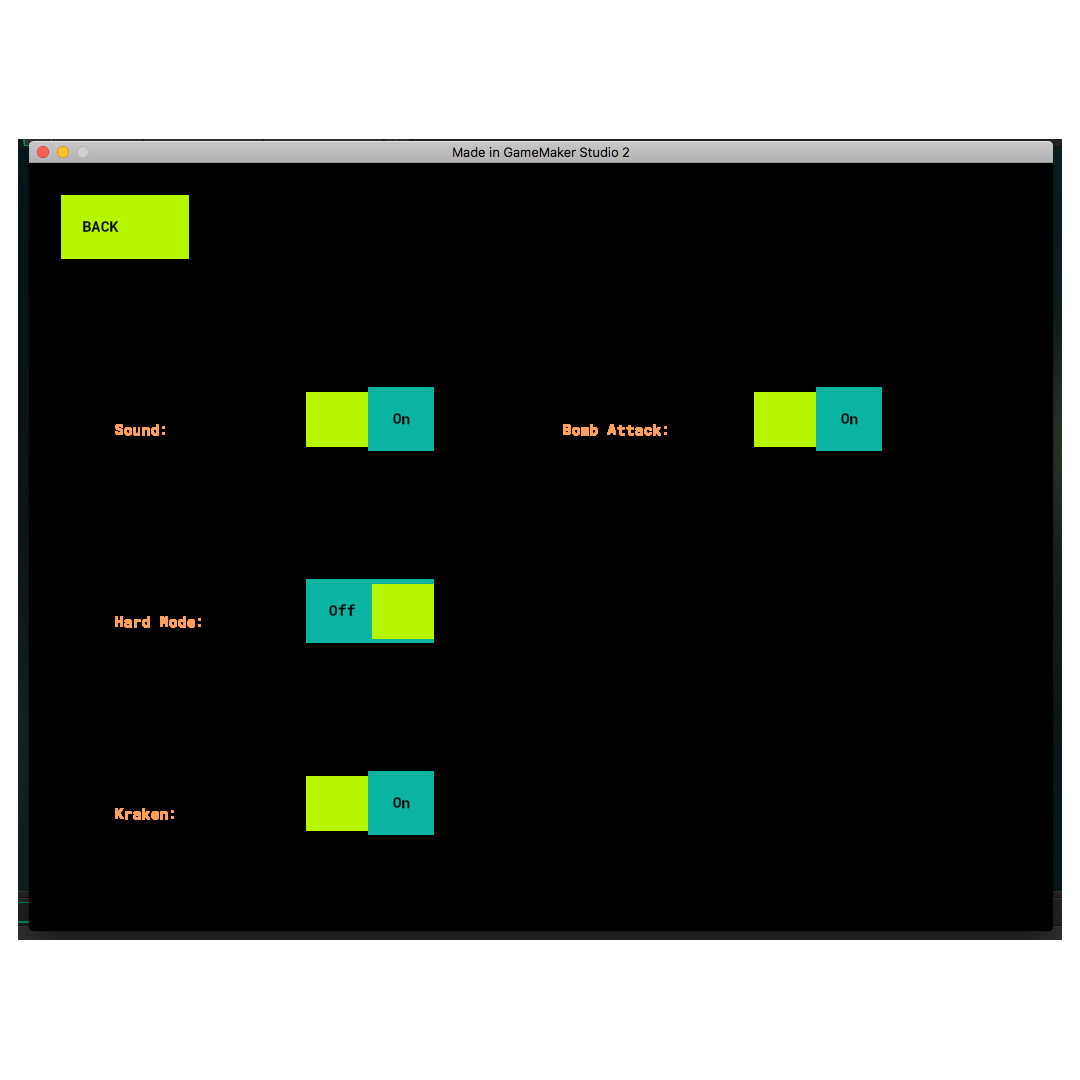 Made in GameMaker Studio 2
BACK
Sound: On
Bomb Attack: On
Hard Mode: Off
Kraken: On